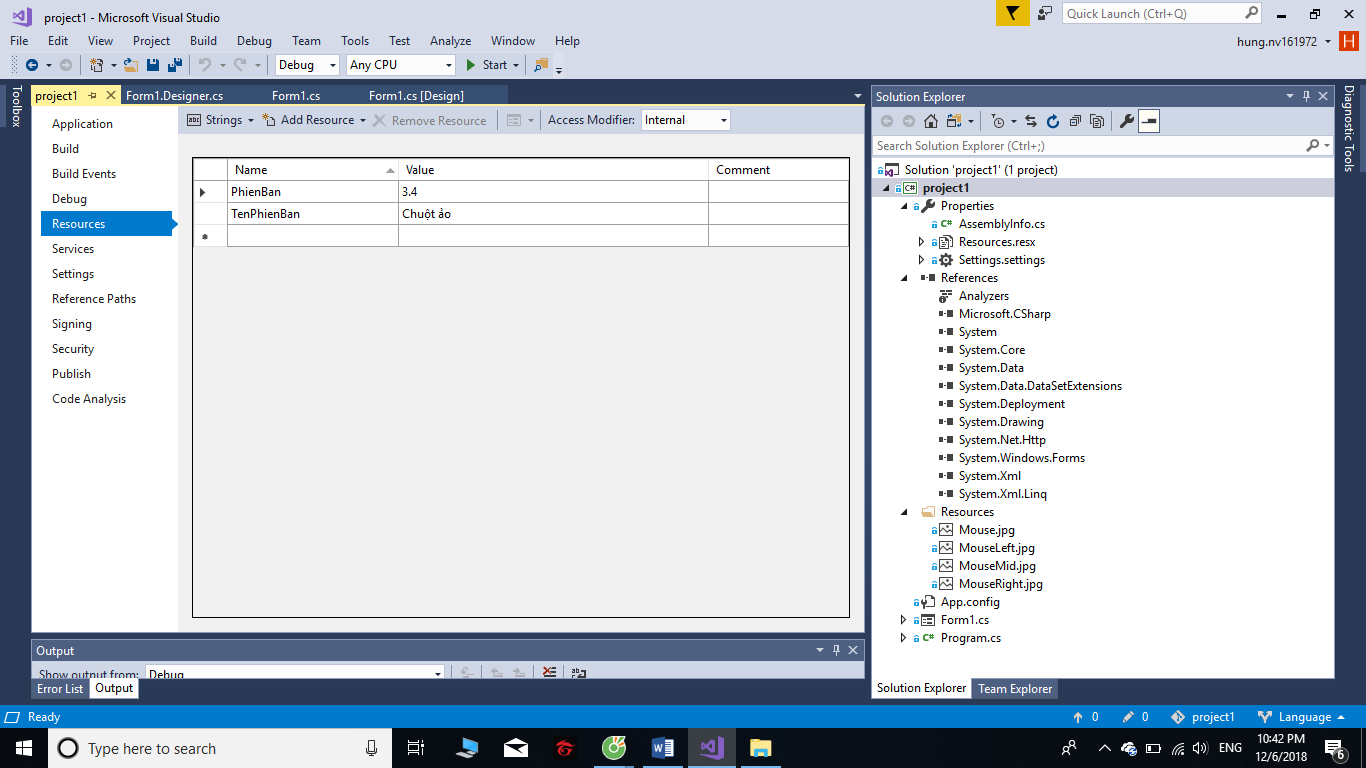 project1 - Microsoft Visual Studio
Quick Launch (Ctrl+Q)
File Edit View Project Build Debug Team Tools Test Analyze Window Help
hung.nv161972 H
Debug Any CPU Start
Toolbox
project1 Form1.Designer.cs Form1.cs Form1.cs [Design]
Application
Build
Build Events
Debug
Resources
Services
Settings
Reference Paths
Signing
Security
Publish
Code Analysis
abc Strings Add Resource Remove Resource Access Modifier: Internal
Name Value Comment
PhienBan 3.4
TenPhienBan Chuột ảo
Output
Show output from: Debug
Error List Output
Solution Explorer
Search Solution Explorer (Ctrl+;)
Solution 'project1' (1 project)
C# project1
Properties
C# AssemblyInfo.cs
Resources.resx
Settings.settings
References
Analyzers
Microsoft.CSharp
System
System.Core
System.Data
System.Data.DataSetExtensions
System.Deployment
System.Drawing
System.Net.Http
System.Windows.Forms
System.Xml
System.Xml.Linq
Resources
Mouse.jpg
MouseLeft.jpg
MouseMid.jpg
MouseRight.jpg
App.config
Form1.cs
C# Program.cs
Solution Explorer Team Explorer
Diagnostic Tools
Ready 0 0 project1 Language
Type here to search
ENG
10:42 PM
12/6/2018
6